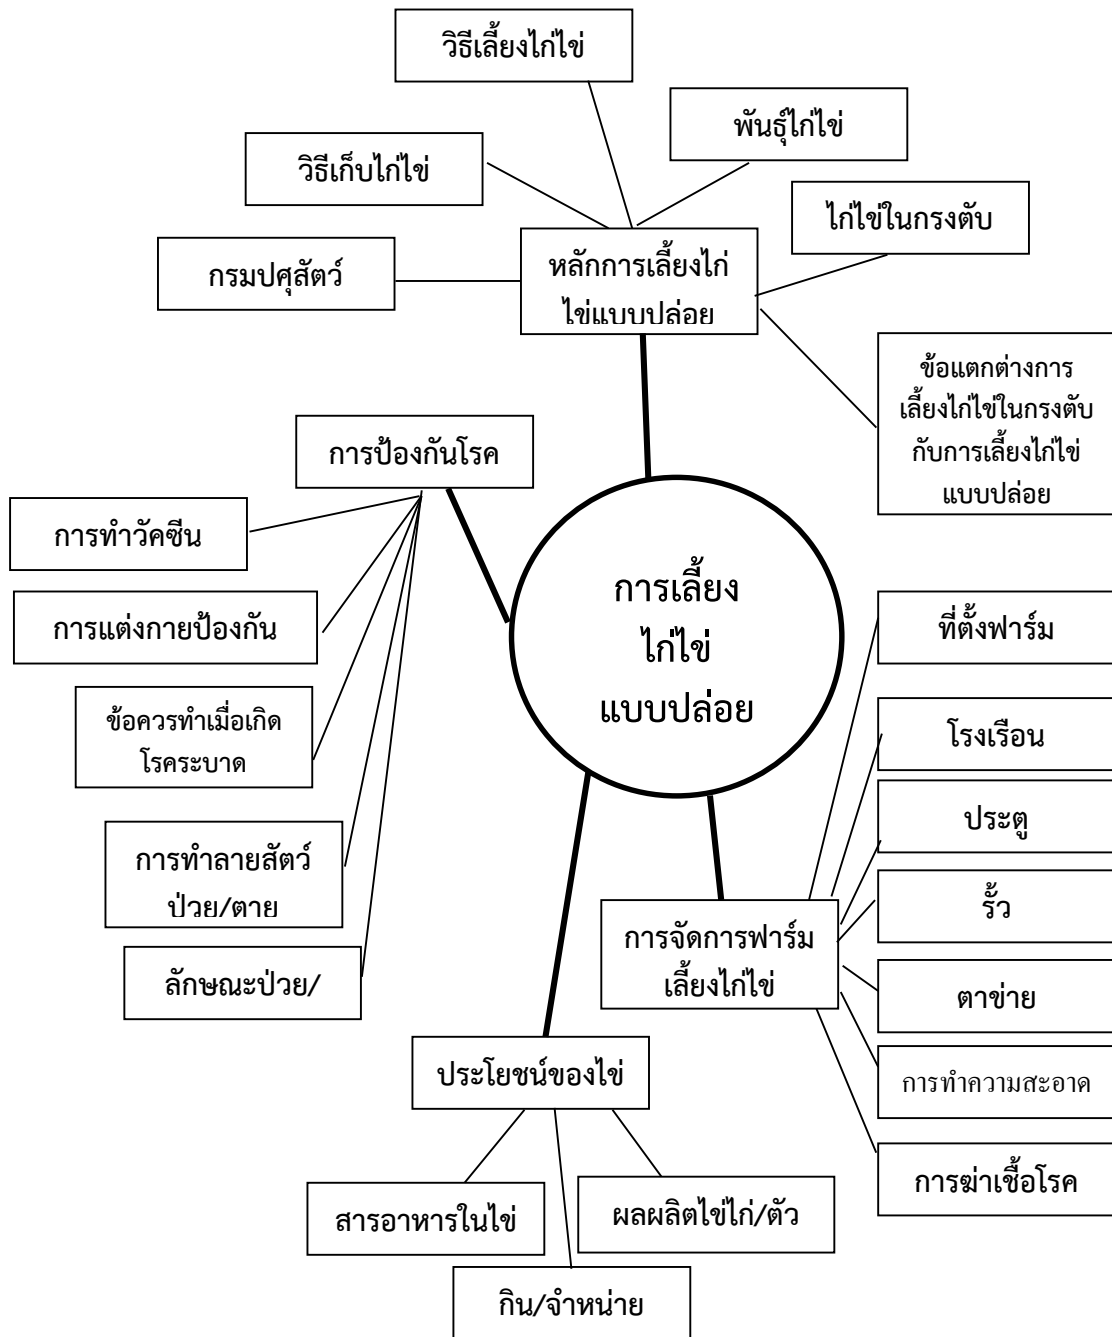 วิธีเลี้ยงไก่ไข่
พันธุ์ไก่ไข่
วิธีเก็บไก่ไข่
ไก่ไข่ในกรงตับ
หลักการเลี้ยงไก่
ไข่แบบปล่อย
กรมปศุสัตว์
ข้อแตกต่างการ
เลี้ยงไก่ไข่ในกรงตับ
กับการเลี้ยงไก่ไข่
แบบปล่อย
การป้องกันโรค
การทำวัคซีน
การแต่งกายป้องกัน
ข้อควรทำเมื่อเกิด
โรคระบาด
การทำลายสัตว์
ป่วย/ตาย
ลักษณะป่วย/
การเลี้ยง
ไก่ไข่
แบบปล่อย
ที่ตั้งฟาร์ม
โรงเรือน
ประตู
รั้ว
ตาข่าย
การทำความสะอาด
การฆ่าเชื้อโรค
การจัดการฟาร์ม
เลี้ยงไก่ไข่
ประโยชน์ของไข่
สารอาหารในไข่
ผลผลิตไข่ไก่/ตัว
กิน/จำหน่าย